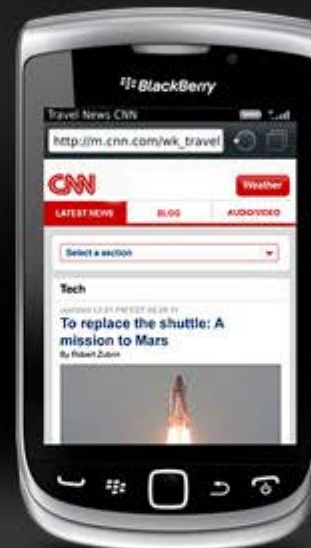 BlackBerry
Travel News CNN
http://m.cnn.com/wk_travel
CNN
Weather
LATEST NEWS
BLOG
AUDIO/VIDEO
Select a section
Tech
To replace the shuttle: A
mission to Mars
By Robert Zubrin